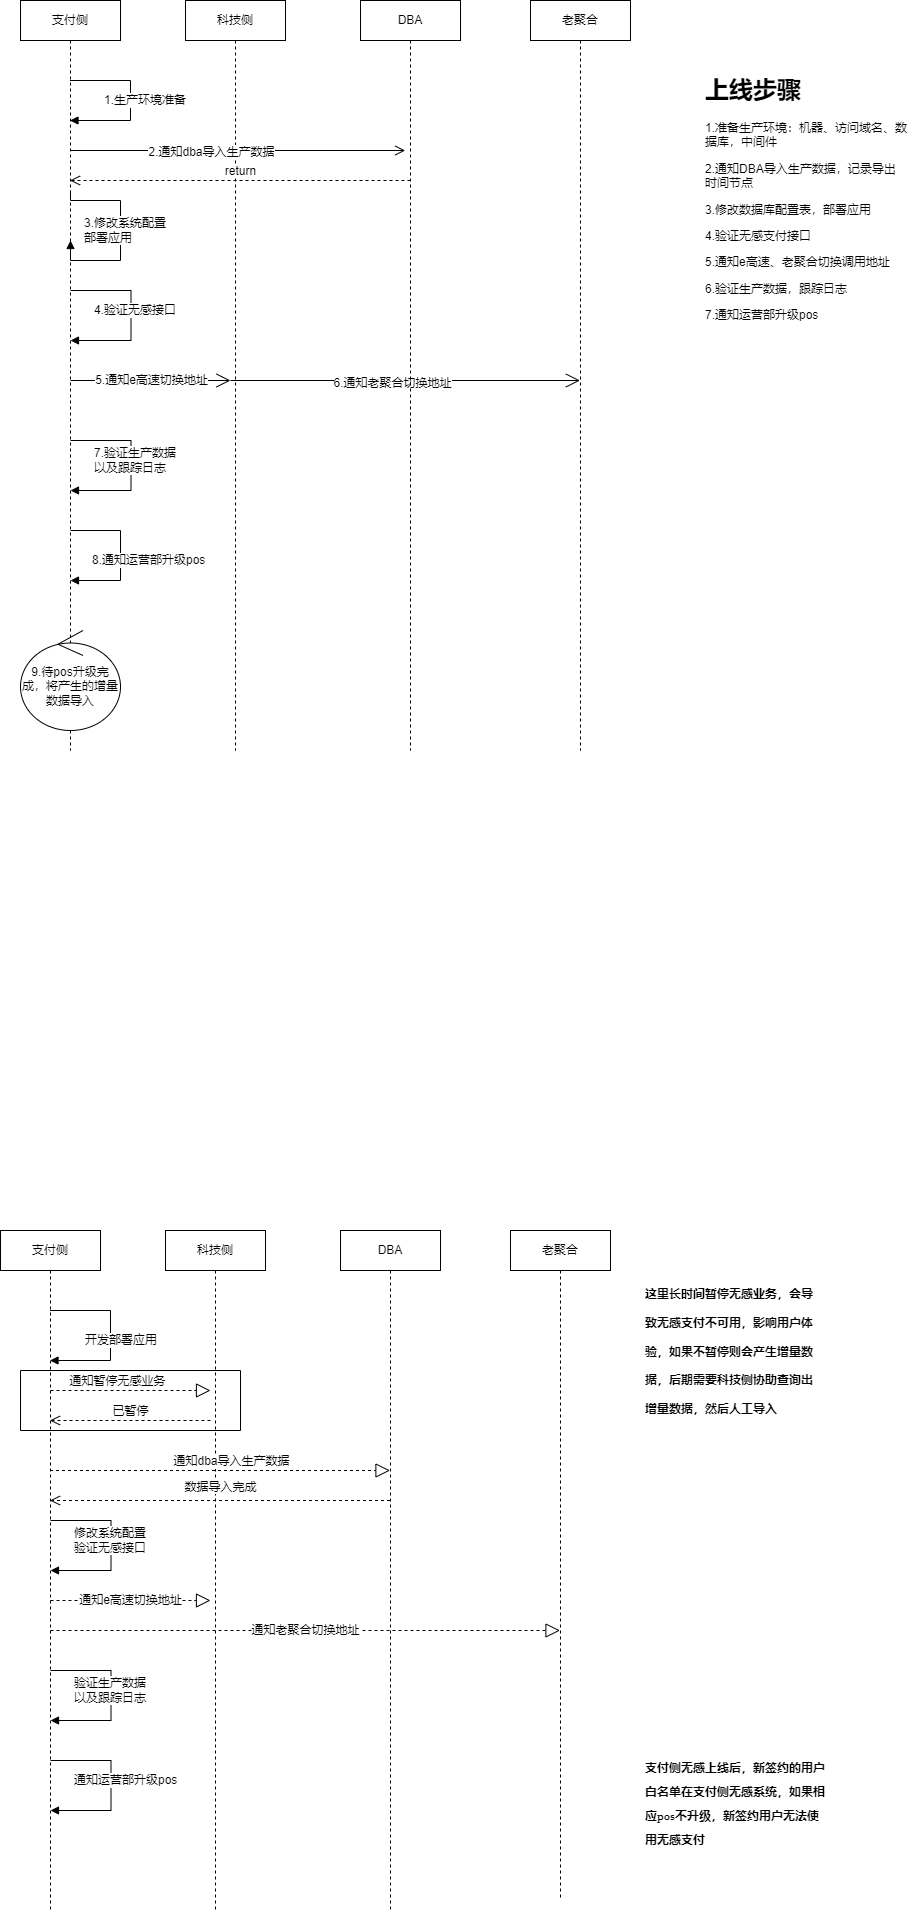 支付侧
科技侧
DBA
老聚合
1.生产环境准备
2.通知dba导入生产数据
return
3.修改系统配置
部署应用
4.验证无感接口
5.通知e高速切换地址
6.通知老聚合切换地址
7.验证生产数据
以及跟踪日志
8.通知运营部升级pos
9.待pos升级完
成，将产生的增量
数据导入
上线步骤
1.准备生产环境：机器、访问域名、数
据库，中间件
2.通知DBA导入生产数据，记录导出
时间节点
3.修改数据库配置表，部署应用
4.验证无感支付接口
5.通知e高速、老聚合切换调用地址
6.验证生产数据，跟踪日志
7.通知运营部升级pos
支付侧
科技侧
DBA
老聚合
开发部署应用
通知暂停无感业务
已暂停
通知dba导入生产数据
数据导入完成
修改系统配置
验证无感接口
通知e高速切换地址
通知老聚合切换地址
验证生产数据
以及跟踪日志
通知运营部升级pos
这里长时间暂停无感业务，会导
致无感支付不可用，影响用户体
验，如果不暂停则会产生增量数
据，后期需要科技侧协助查询出
增量数据，然后人工导入
支付侧无感上线后，新签约的用户
白名单在支付侧无感系统，如果相
应pos不升级，新签约用户无法使
用无感支付